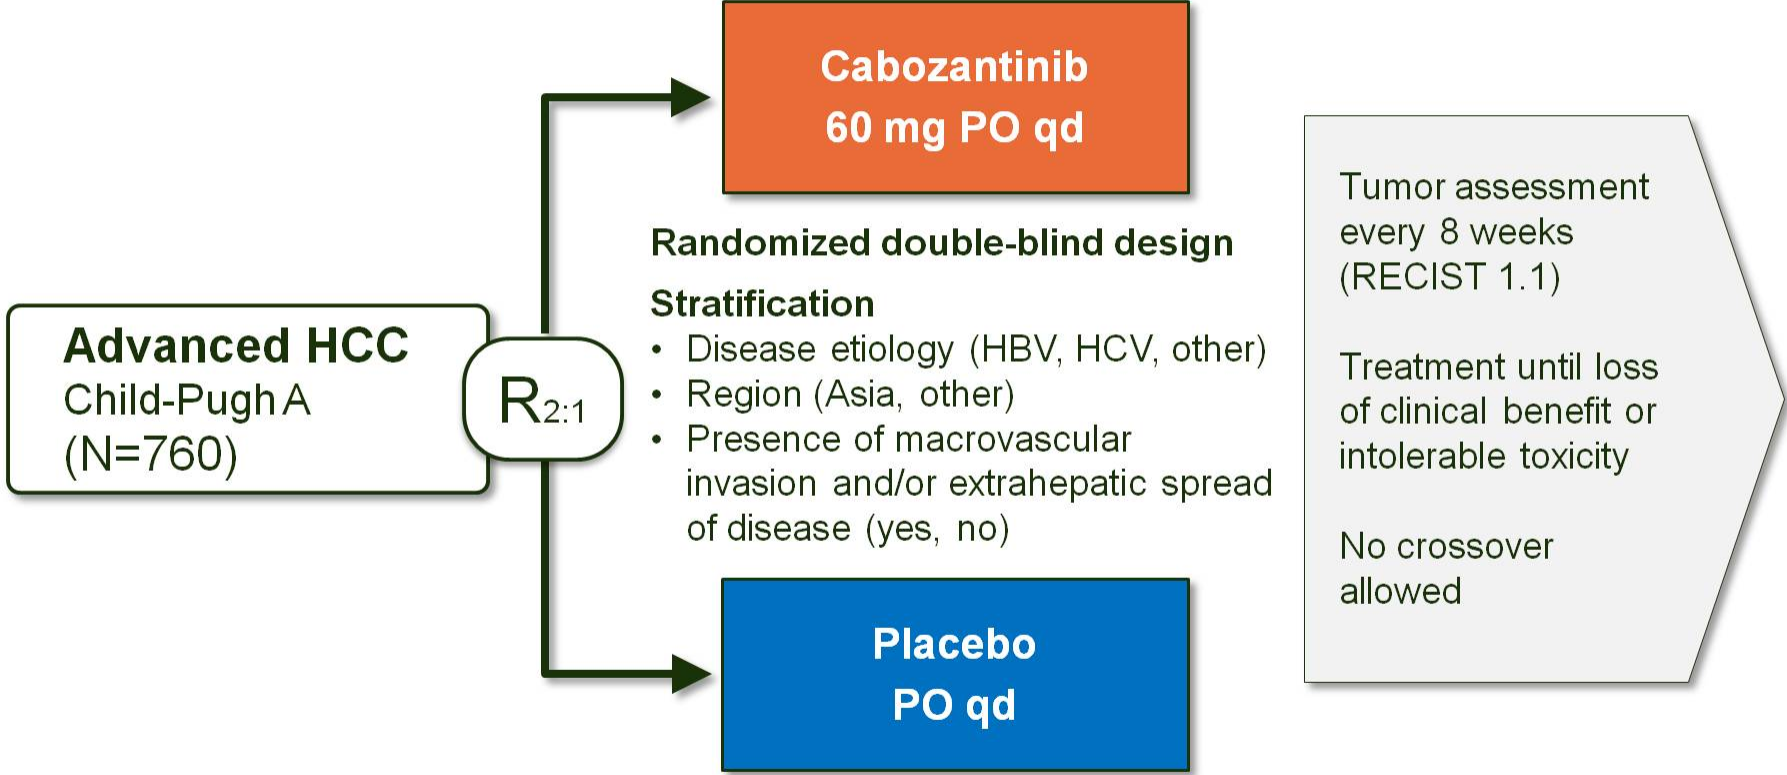 Advanced HCC
Child-Pugh A
(N=760)
R2:1
Cabozantinib
60 mg PO qd
Randomized double-blind design
Stratification
• Disease etiology (HBV, HCV, other)
• Region (Asia, other)
• Presence of macrovascular
invasion and/or extrahepatic spread
of disease (yes, no)
Placebo
PO qd
Tumor assessment
every 8 weeks
(RECIST 1.1)
Treatment until loss
of clinical benefit or
intolerable toxicity
No crossover
allowed